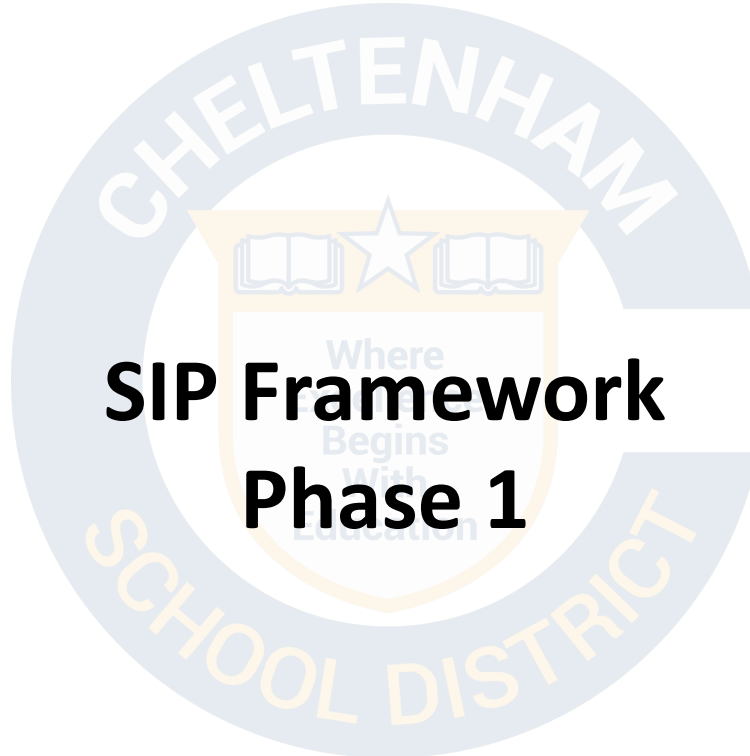 CHELTENHAM
Where
SIP Framework
Begins
With
Phase 1
Education
SCHOOL DISTRICT